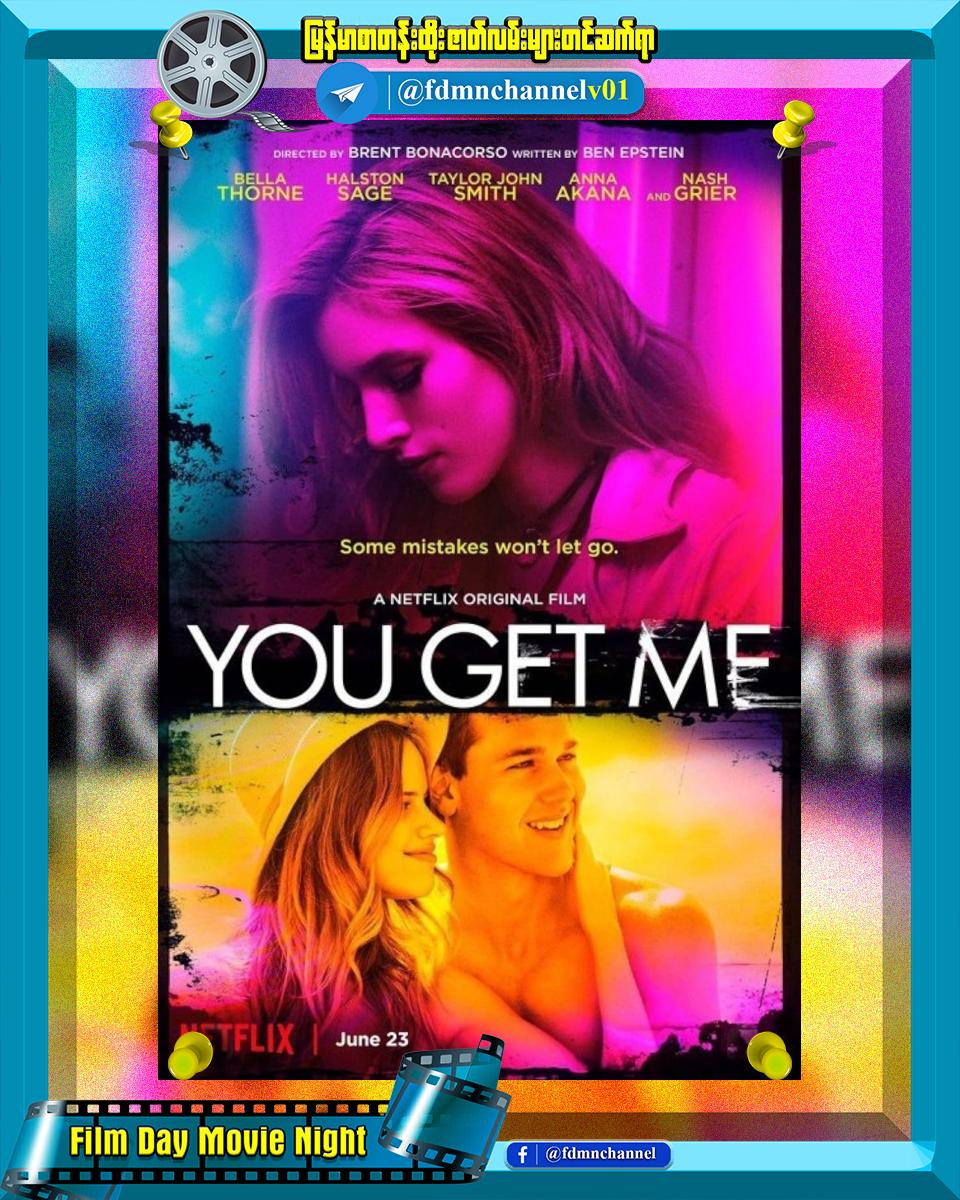 မြန်မာစာတန်းထိုးဇာတ်လမ်းများတင်ဆက်ရာ
@fdmnchannelv01
DIRECTED BY BRENT BONACORSO WRITTEN BY BEN EPSTEIN
BELLA THORNE HALSTON SAGE TAYLOR JOHN SMITH ANNA AKANA AND NASH GRIER
Some mistakes won't let go.
A NETFLIX ORIGINAL FILM
YOU GET ME
NETFLIX | June 23
Film Day Movie Night
@fdmnchannel